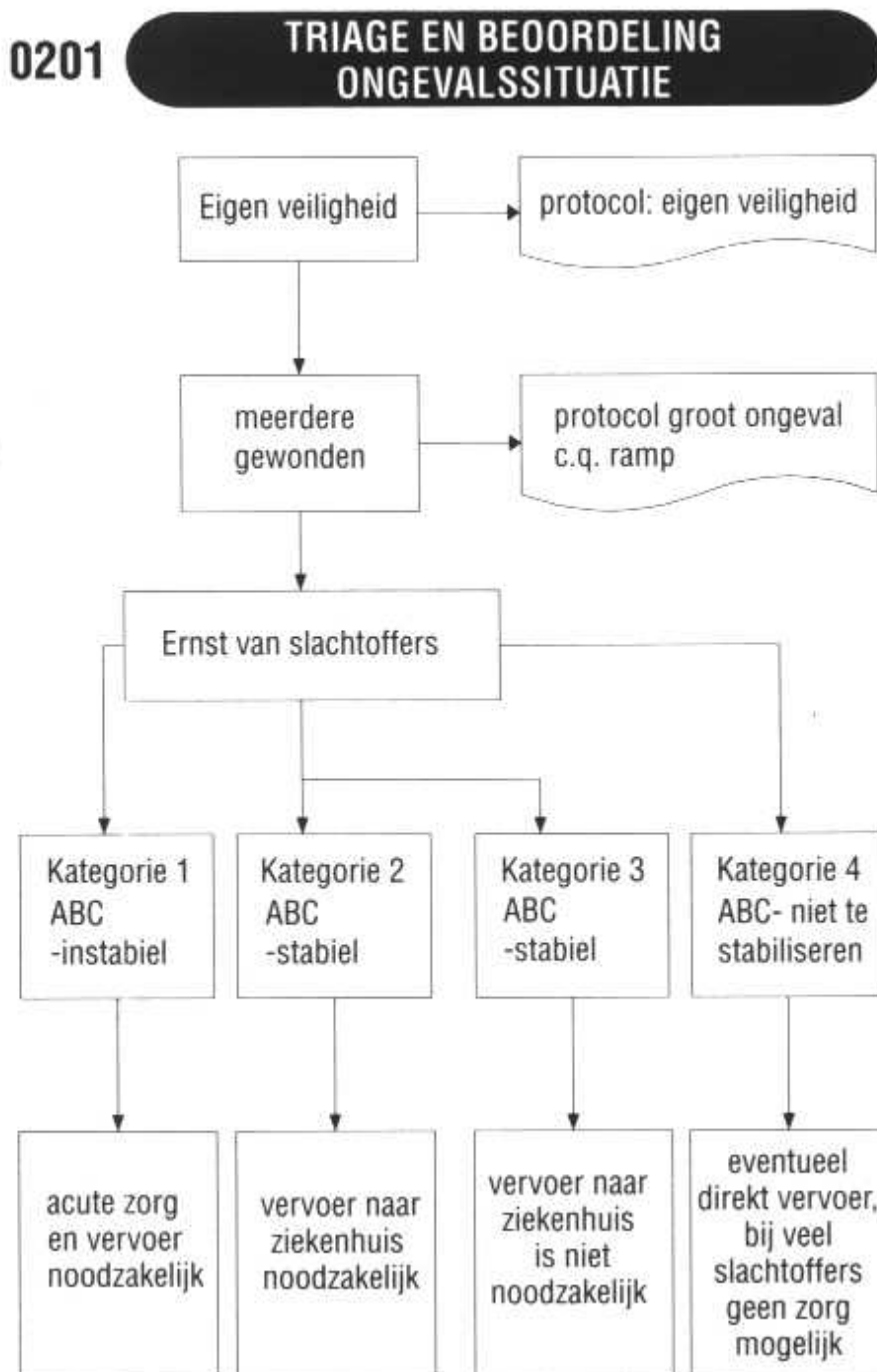 0201
TRIAGE EN BEOORDELING
ONGEVALSSITUATIE
Eigen veiligheid
protocol: eigen veiligheid
meerdere
gewonden
protocol groot ongeval
c.q. ramp
Ernst van slachtoffers
Kategorie 1
ABC
-instabiel
Kategorie 2
ABC
-stabiel
Kategorie 3
ABC
-stabiel
Kategorie 4
ABC- niet te
stabiliseren
acute zorg
en vervoer
noodzakelijk
vervoer naar
ziekenhuis
noodzakelijk
vervoer naar
ziekenhuis
is niet
noodzakelijk
eventueel
direkt vervoer,
bij veel
slachtoffers
geen zorg
mogelijk